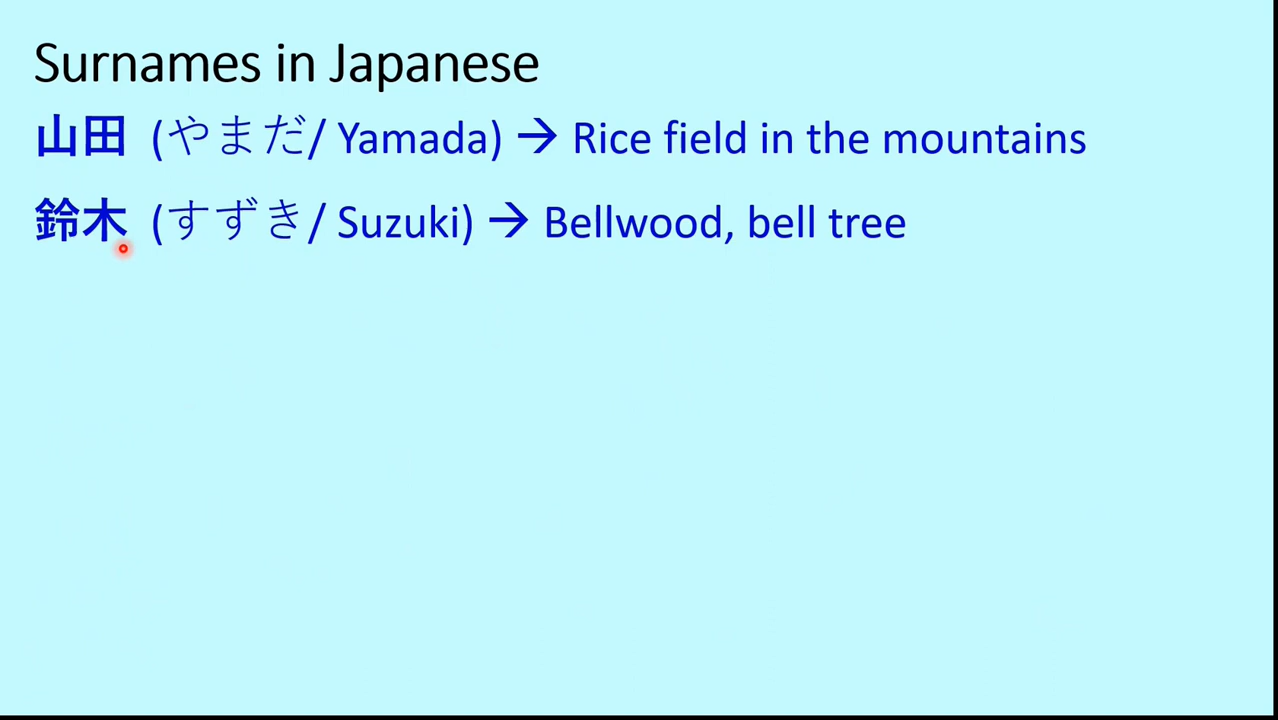 Surnames in Japanese
山田 (やまだ/ Yamada) → Rice field in the mountains
鈴木 (すずき/ Suzuki) → Bellwood, bell tree